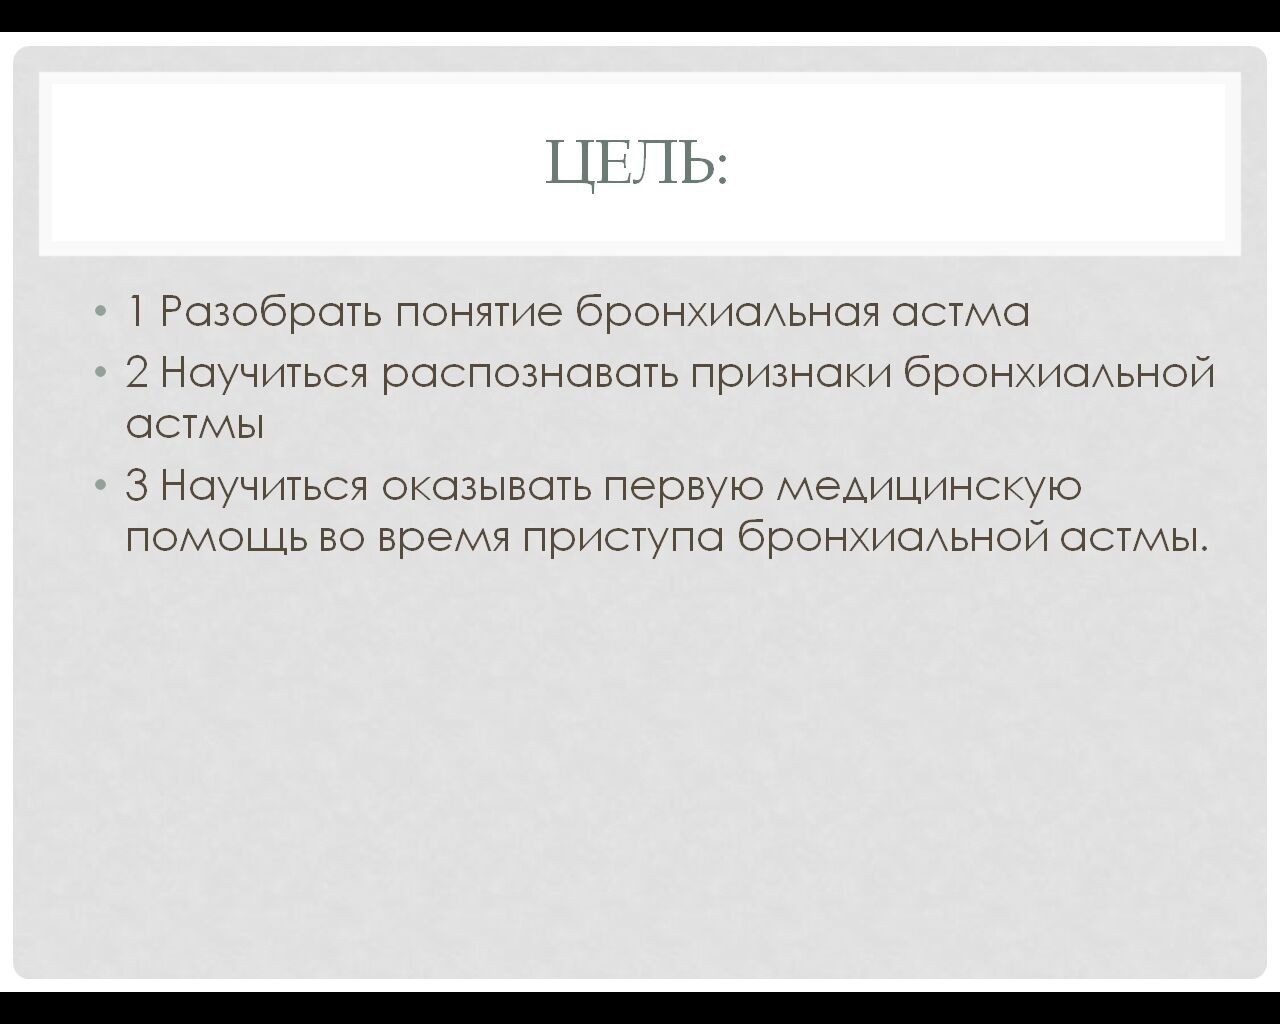 ЦЕЛЬ:
• 1 Разобрать понятие бронхиальная астма
• 2 Научиться распознавать признаки бронхиальной
астмы
• 3 Научиться оказывать первую медицинскую
помощь во время приступа бронхиальной астмы.